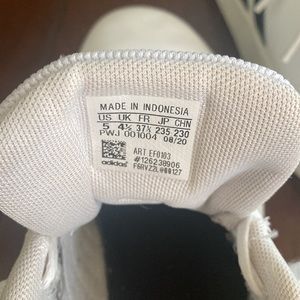 MADE IN INDONESIA
US UK FR JP CHN
5 4½ 37⅓ 235 230
PWJ 001004 08/20
ART EF0103
#126238906
adidas F6RVZZL#00127